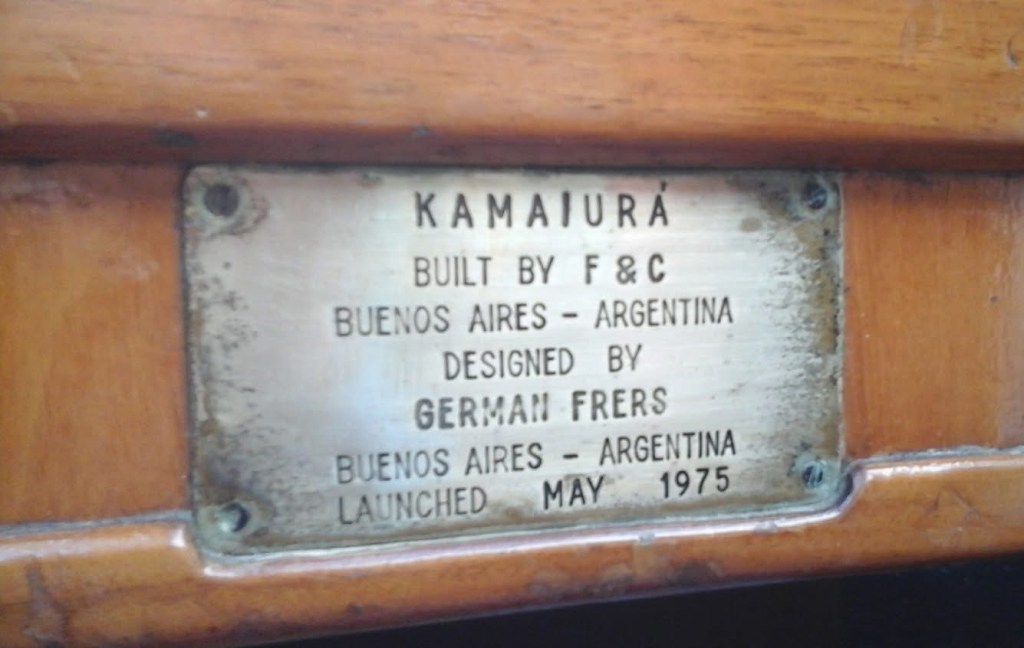 KAMAIURÁ
BUILT BY F & C
BUENOS AIRES - ARGENTINA
DESIGNED BY
GERMAN FRERS
BUENOS AIRES - ARGENTINA
LAUNCHED MAY 1975